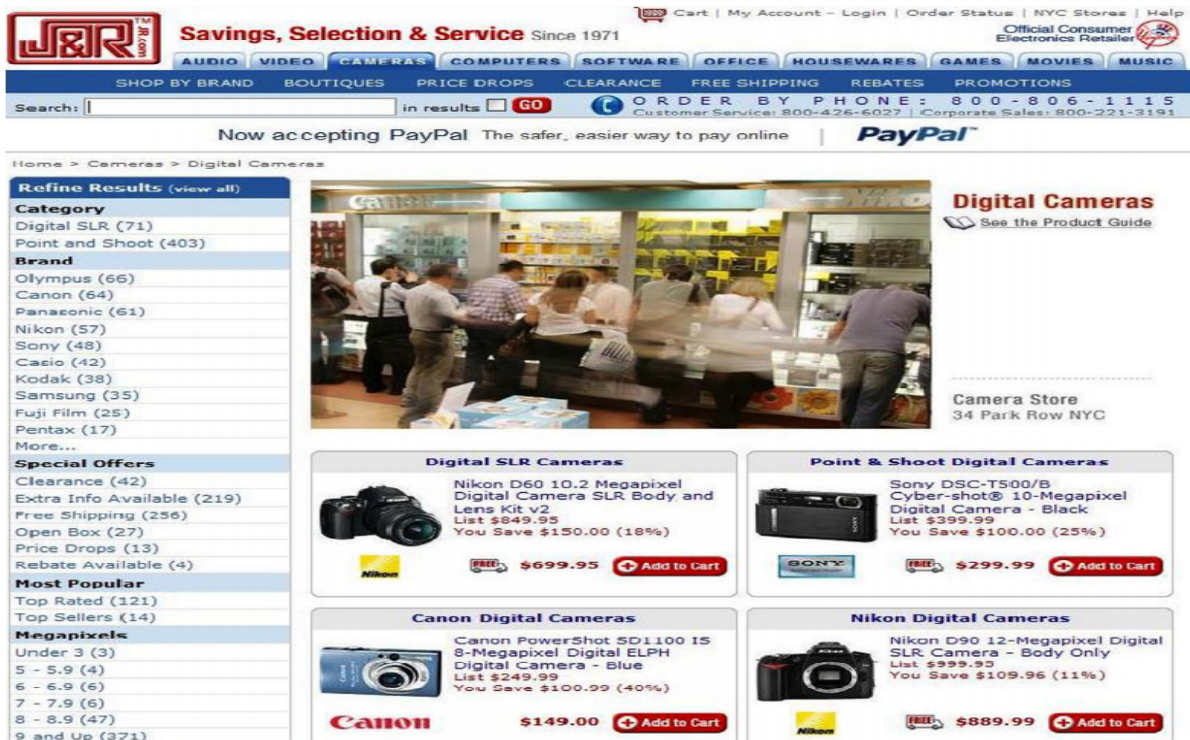 J&R JR.com TM
Cart | My Account - Login | Order Status | NYC Stores | Help
Savings, Selection & Service Since 1971
Official Consumer
Electronics Retailer
AUDIO VIDEO CAMERAS COMPUTERS SOFTWARE OFFICE HOUSEWARES GAMES MOVIES MUSIC
SHOP BY BRAND BOUTIQUES PRICE DROPS CLEARANCE FREE SHIPPING REBATES PROMOTIONS
Search: in results GO
ORDER BY PHONE: 800-806-1115
Customer Service: 800-426-6027 | Corporate Sales: 800-221-3191
Now accepting PayPal The safer, easier way to pay online | PayPal™
Home > Cameras > Digital Cameras
Refine Results (view all)
Category
Digital SLR (71)
Point and Shoot (403)
Brand
Olympus (66)
Canon (64)
Panasonic (61)
Nikon (57)
Sony (48)
Casio (42)
Kodak (38)
Samsung (35)
Fuji Film (25)
Pentax (17)
More...
Special Offers
Clearance (42)
Extra Info Available (219)
Free Shipping (256)
Open Box (27)
Price Drops (13)
Rebate Available (4)
Most Popular
Top Rated (121)
Top Sellers (14)
Megapixels
Under 3 (3)
5 - 5.9 (4)
6 - 6.9 (6)
7 - 7.9 (6)
8 - 8.9 (47)
9 and Up (371)
Canon
Digital Cameras
See the Product Guide
Camera Store
34 Park Row NYC
Digital SLR Cameras
Nikon D60 10.2 Megapixel
Digital Camera SLR Body and
Lens Kit v2
List $849.95
You Save $150.00 (18%)
Nikon
FREE $699.95 Add to Cart
Point & Shoot Digital Cameras
Sony DSC-T500/B
Cyber-shot® 10-Megapixel
Digital Camera - Black
List $399.99
You Save $100.00 (25%)
SONY
FREE $299.99 Add to Cart
Canon Digital Cameras
Canon PowerShot SD1100 IS
8-Megapixel Digital ELPH
Digital Camera - Blue
List $249.99
You Save $100.99 (40%)
Canon
$149.00 Add to Cart
Nikon Digital Cameras
Nikon D90 12-Megapixel Digital
SLR Camera - Body Only
List $999.95
You Save $109.96 (11%)
Nikon
FREE $889.99 Add to Cart